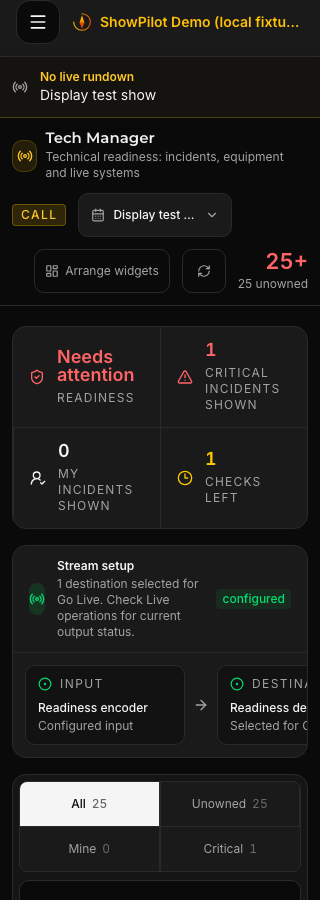 ShowPilot Demo (local fixtu...
No live rundown
Display test show
Tech Manager
Technical readiness: incidents, equipment
and live systems
CALL
Display test ...
Arrange widgets
25+
25 unowned
Needs
attention
READINESS
1
CRITICAL
INCIDENTS
SHOWN
0
MY
INCIDENTS
SHOWN
1
CHECKS
LEFT
Stream setup
1 destination selected for
Go Live. Check Live
operations for current
output status.
configured
INPUT
Readiness encoder
Configured input
DESTINA
Readiness de
Selected for G
All 25
Unowned 25
Mine 0
Critical 1